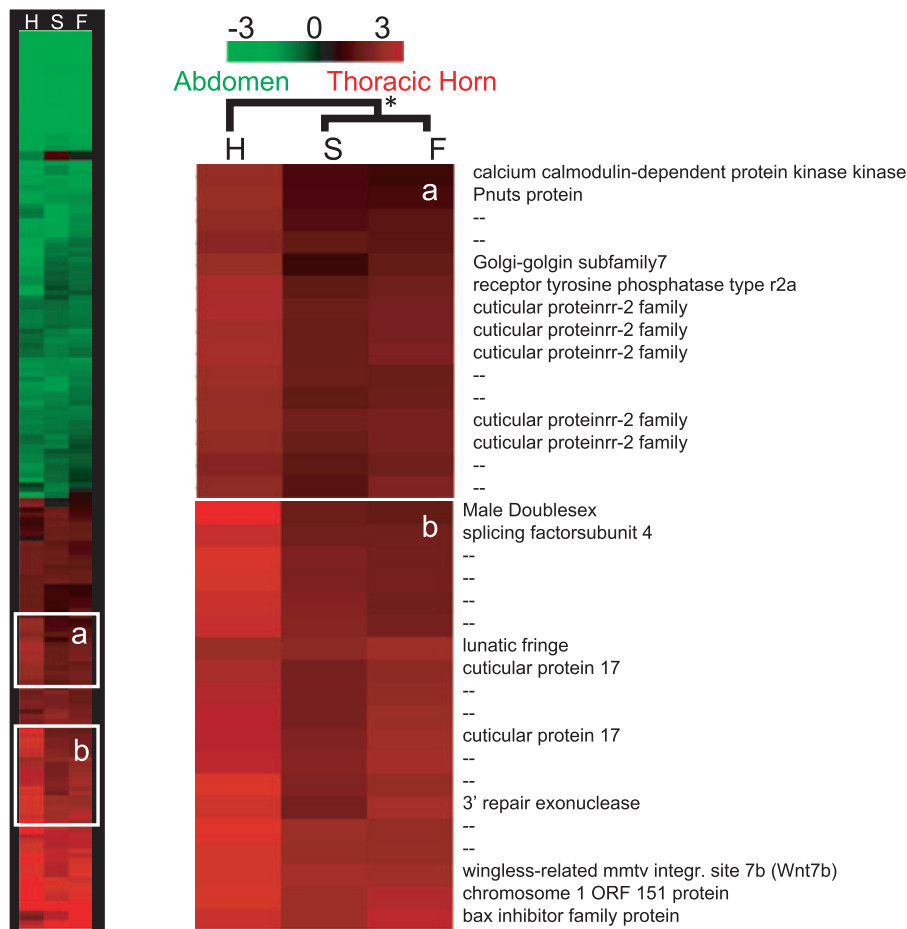 H S F
-3 0 3
Abdomen Thoracic Horn
*
H S F
a
calcium calmodulin-dependent protein kinase kinase
Pnuts protein
--
--
Golgi-golgin subfamily7
receptor tyrosine phosphatase type r2a
cuticular proteinrr-2 family
cuticular proteinrr-2 family
cuticular proteinrr-2 family
--
--
cuticular proteinrr-2 family
cuticular proteinrr-2 family
--
--
b
Male Doublesex
splicing factorsubunit 4
--
--
--
--
lunatic fringe
cuticular protein 17
--
--
cuticular protein 17
--
--
3’ repair exonuclease
--
--
wingless-related mmtv integr. site 7b (Wnt7b)
chromosome 1 ORF 151 protein
bax inhibitor family protein
a
b